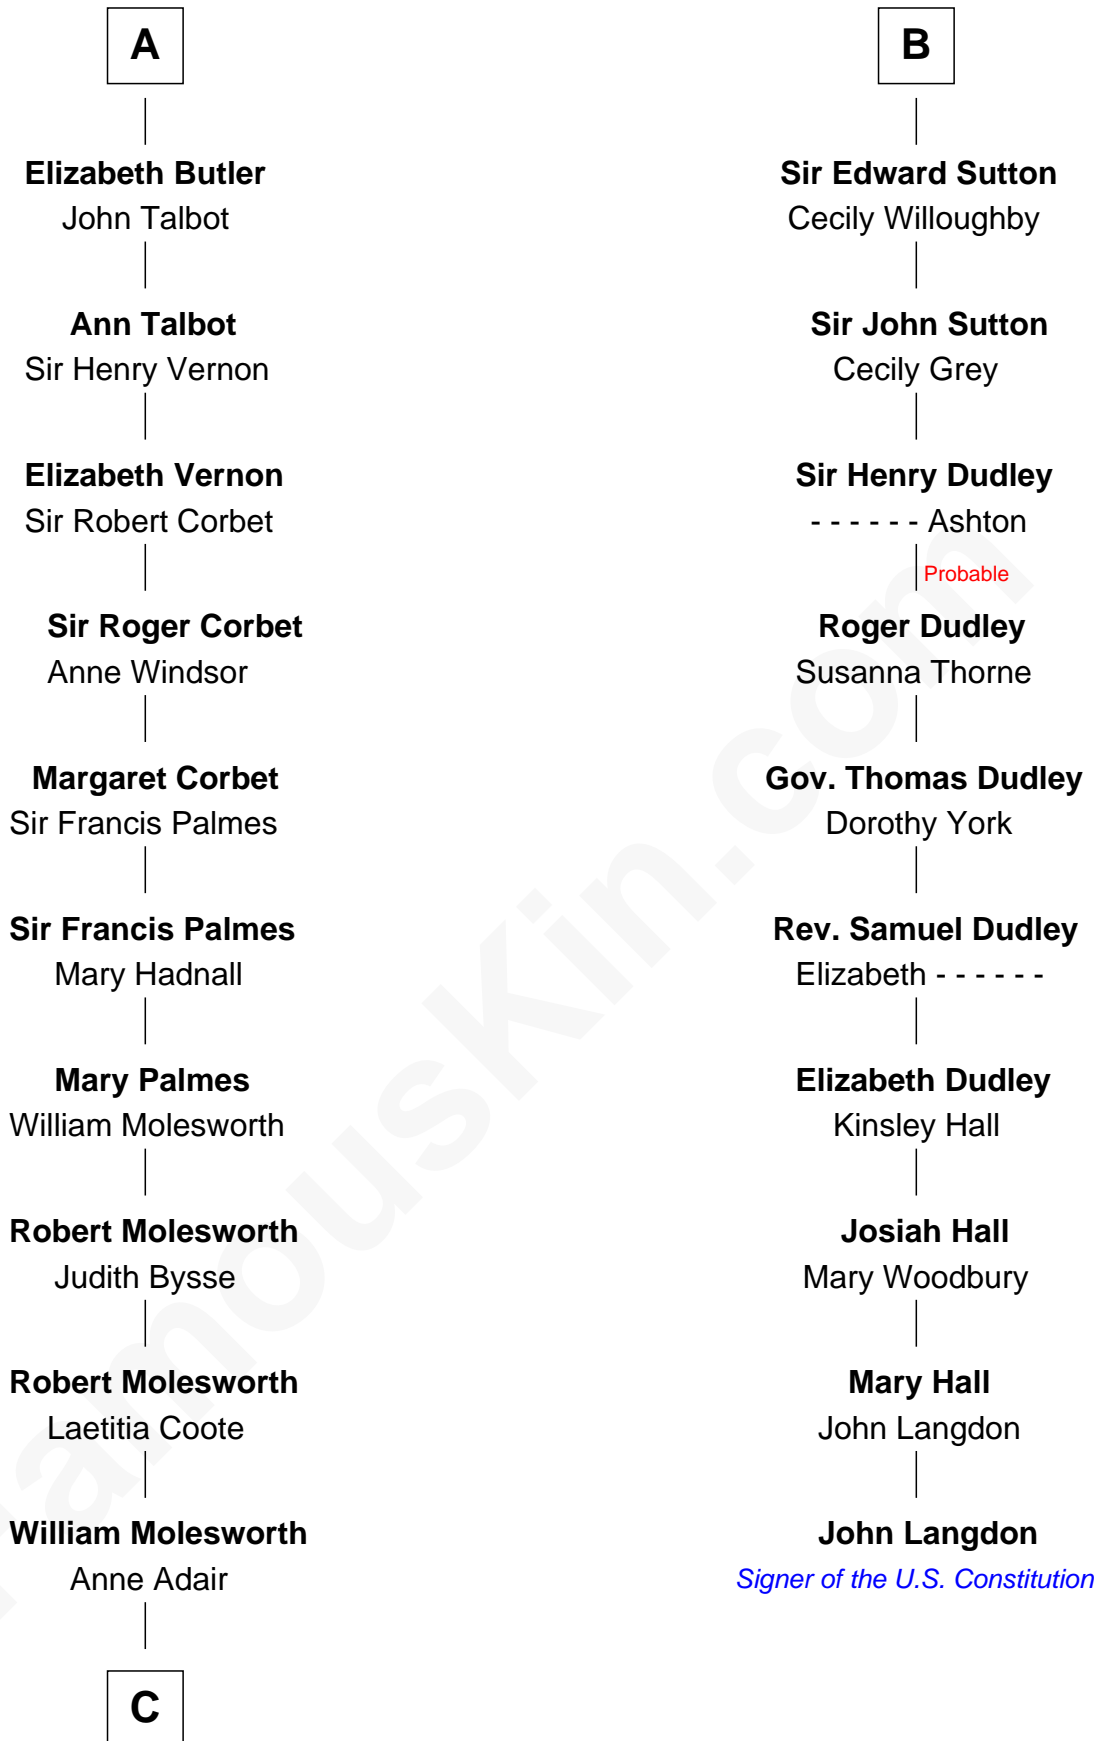 A
Elizabeth Butler
John Talbot
Ann Talbot
Sir Henry Vernon
Elizabeth Vernon
Sir Robert Corbet
Sir Roger Corbet
Anne Windsor
Margaret Corbet
Sir Francis Palmes
Sir Francis Palmes
Mary Hadnall
Mary Palmes
William Molesworth
Robert Molesworth
Judith Bysse
Robert Molesworth
Laetitia Coote
William Molesworth
Anne Adair
C
B
Sir Edward Sutton
Cecily Willoughby
Sir John Sutton
Cecily Grey
Sir Henry Dudley
- - - - - - Ashton
Probable
Roger Dudley
Susanna Thorne
Gov. Thomas Dudley
Dorothy York
Rev. Samuel Dudley
Elizabeth - - - - - -
Elizabeth Dudley
Kinsley Hall
Josiah Hall
Mary Woodbury
Mary Hall
John Langdon
John Langdon
Signer of the U.S. Constitution
FamousKin.com